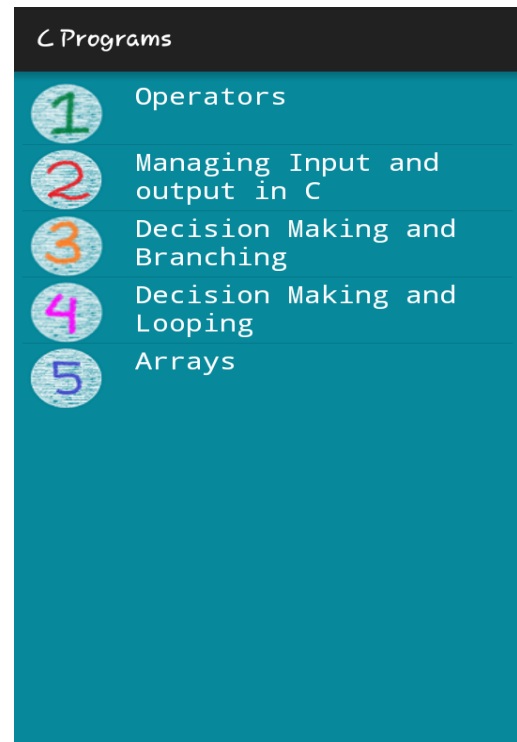 C Programs
1 Operators
2 Managing Input and
output in C
3 Decision Making and
Branching
4 Decision Making and
Looping
5 Arrays